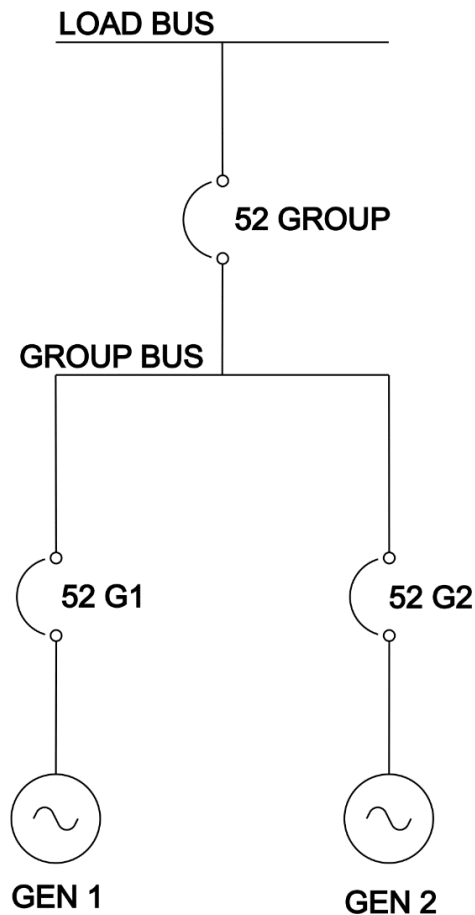 LOAD BUS
52 GROUP
GROUP BUS
52 G1
52 G2
GEN 1
GEN 2